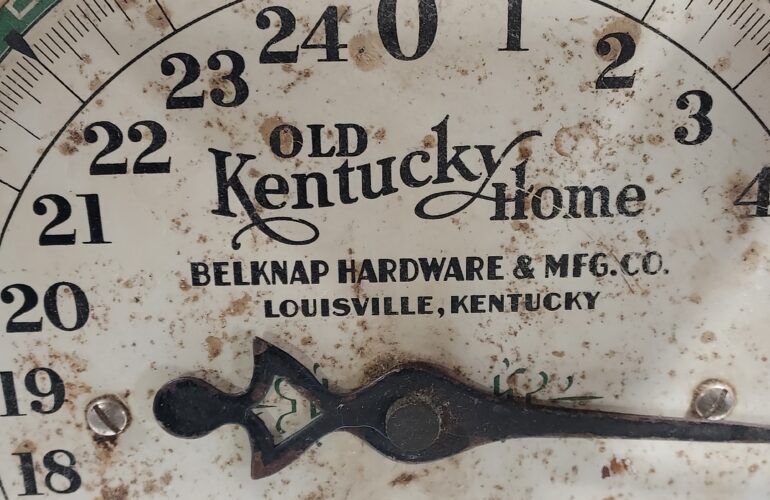 24 0 1
23 2
22 3
21 4
20
19
18
OLD
Kentucky
Home
BELKNAP HARDWARE & MFG. CO.
LOUISVILLE, KENTUCKY